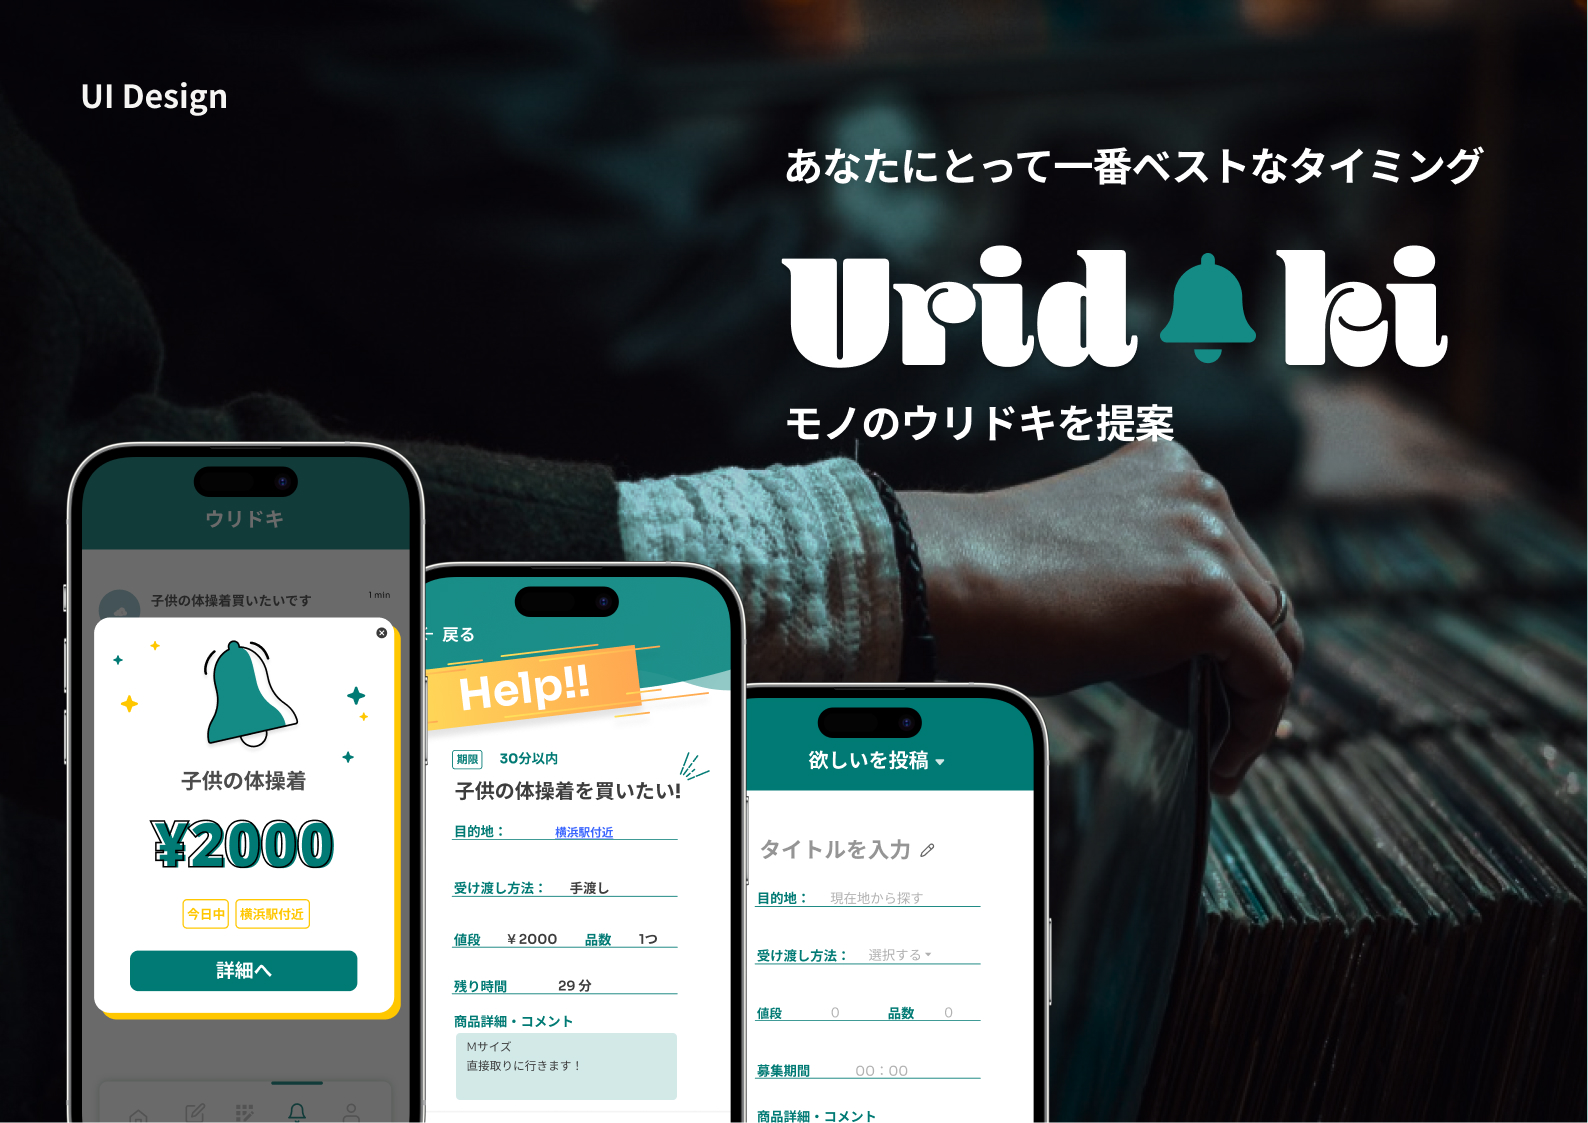 UI Design
あなたにとって一番ベストなタイミング
Urid ki
モノのウリドキを提案
ウリドキ
子供の体操着買いたいです
1 min
子供の体操着
¥2000
今日中 横浜駅付近
詳細へ
戻る
Help!!
期限 30分以内
子供の体操着を買いたい!
目的地： 横浜駅付近
受け渡し方法： 手渡し
値段 ¥2000 品数 1つ
残り時間 29 分
商品詳細・コメント
Mサイズ
直接取りに行きます！
欲しいを投稿
タイトルを入力
目的地： 現在地から探す
受け渡し方法： 選択する
値段 0 品数 0
募集期間 00：00
商品詳細・コメント